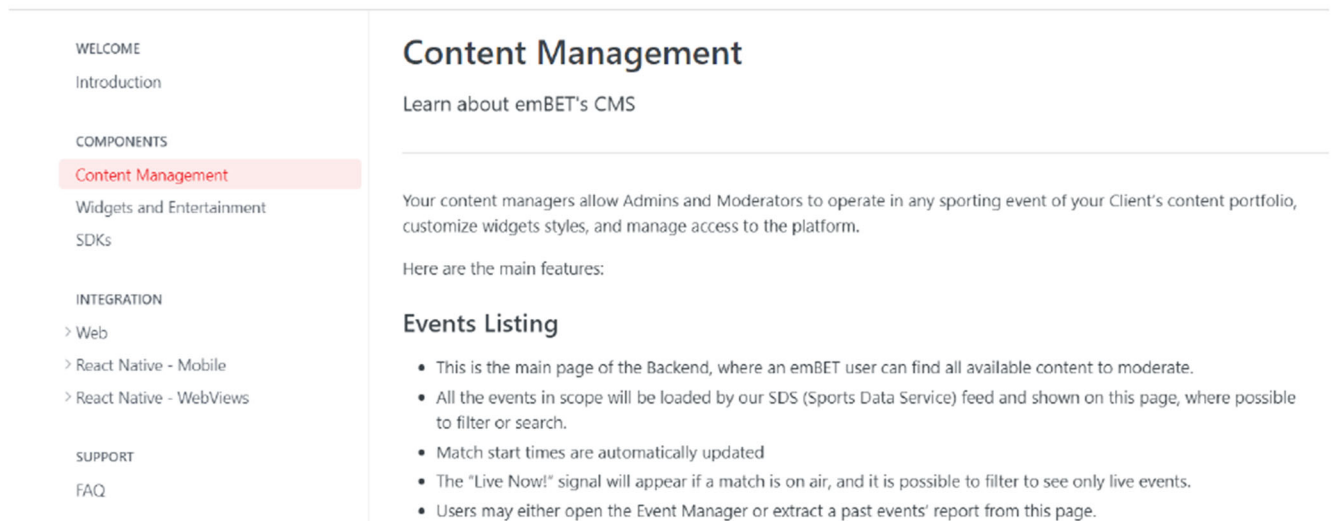 WELCOME
Introduction
COMPONENTS
Content Management
Widgets and Entertainment
SDKs
INTEGRATION
Web
React Native - Mobile
React Native - WebViews
SUPPORT
FAQ
Content Management
Learn about emBET's CMS
Your content managers allow Admins and Moderators to operate in any sporting event of your Client's content portfolio,
customize widgets styles, and manage access to the platform.
Here are the main features:
Events Listing
• This is the main page of the Backend, where an emBET user can find all available content to moderate.
• All the events in scope will be loaded by our SDS (Sports Data Service) feed and shown on this page, where possible
to filter or search.
• Match start times are automatically updated
• The "Live Now!" signal will appear if a match is on air, and it is possible to filter to see only live events.
• Users may either open the Event Manager or extract a past events' report from this page.